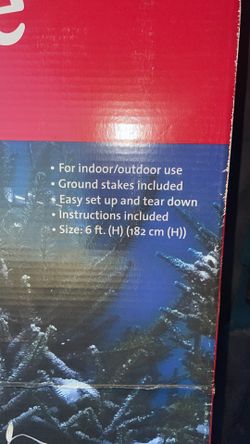 e
• For indoor/outdoor use
• Ground stakes included
• Easy set up and tear down
• Instructions included
• Size: 6 ft. (H) (182 cm (H))